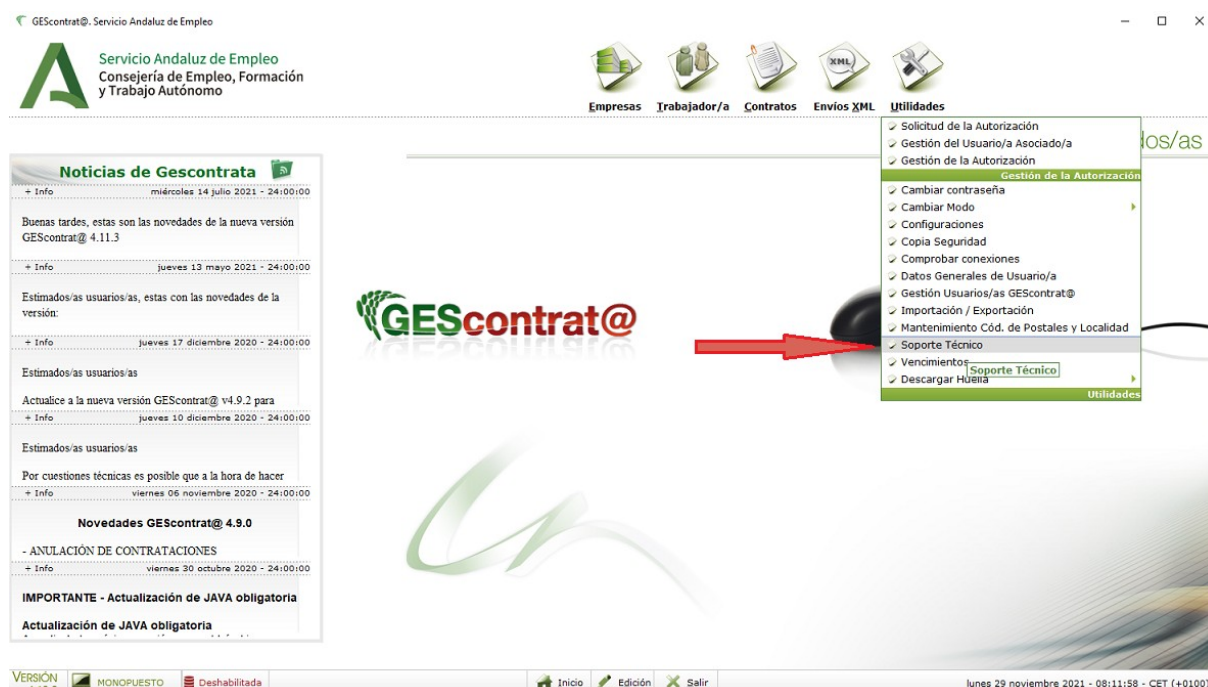 GEScontrat@. Servicio Andaluz de Empleo
Servicio Andaluz de Empleo
Consejería de Empleo, Formación
y Trabajo Autónomo
XML
Empresas Trabajador/a Contratos Envíos XML Utilidades
os/as
Solicitud de la Autorización
Gestión del Usuario/a Asociado/a
Gestión de la Autorización
Gestión de la Autorización
Cambiar contraseña
Cambiar Modo
Configuraciones
Copia Seguridad
Comprobar conexiones
Datos Generales de Usuario/a
Gestión Usuarios/as GEScontrat@
Importación / Exportación
Mantenimiento Cód. de Postales y Localidad
Soporte Técnico
Vencimientos
Soporte Técnico
Descargar Huella
Utilidades
Noticias de Gescontrata
+ Info miércoles 14 julio 2021 - 24:00:00
Buenas tardes, estas son las novedades de la nueva versión
GEScontrat@ 4.11.3
+ Info jueves 13 mayo 2021 - 24:00:00
Estimados/as usuarios/as, estas con las novedades de la
versión:
+ Info jueves 17 diciembre 2020 - 24:00:00
Estimados/as usuarios/as
Actualice a la nueva versión GEScontrat@ v4.9.2 para
+ Info jueves 10 diciembre 2020 - 24:00:00
Estimados/as usuarios/as
Por cuestiones técnicas es posible que a la hora de hacer
+ Info viernes 06 noviembre 2020 - 24:00:00
Novedades GEScontrat@ 4.9.0
- ANULACIÓN DE CONTRATACIONES
+ Info viernes 30 octubre 2020 - 24:00:00
IMPORTANTE - Actualización de JAVA obligatoria
Actualización de JAVA obligatoria
GEScontrat@
VERSIÓN MONOPUESTO Deshabilitada Inicio Edición Salir lunes 29 noviembre 2021 - 08:11:58 - CET (+0100)